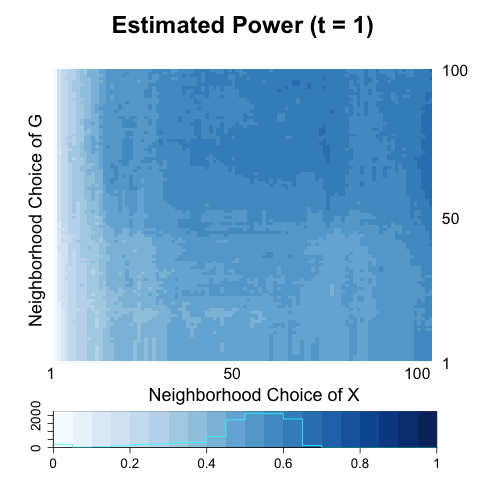 Estimated Power (t = 1)
Neighborhood Choice of G
100
50
1
1 50 100
Neighborhood Choice of X
2000
0
0 0.2 0.4 0.6 0.8 1